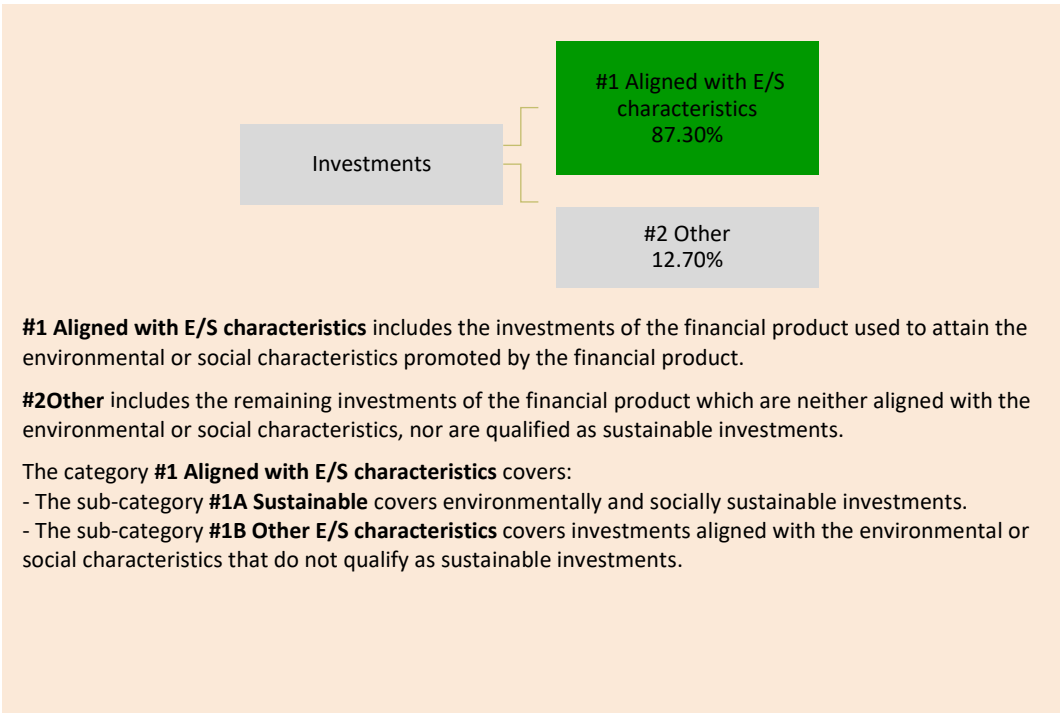 #1 Aligned with E/S
characteristics
87.30%
Investments
#2 Other
12.70%
#1 Aligned with E/S characteristics includes the investments of the financial product used to attain the
environmental or social characteristics promoted by the financial product.
#2Other includes the remaining investments of the financial product which are neither aligned with the
environmental or social characteristics, nor are qualified as sustainable investments.
The category #1 Aligned with E/S characteristics covers:
- The sub-category #1A Sustainable covers environmentally and socially sustainable investments.
- The sub-category #1B Other E/S characteristics covers investments aligned with the environmental or
social characteristics that do not qualify as sustainable investments.